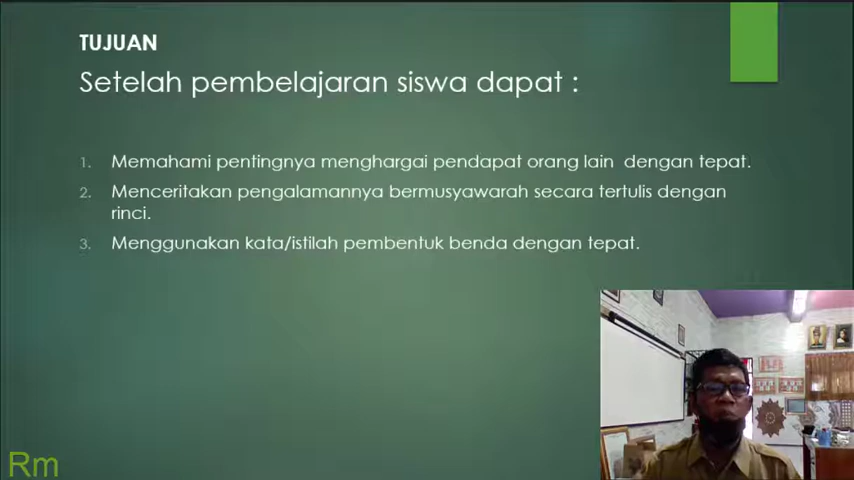 TUJUAN
Setelah pembelajaran siswa dapat :
1. Memahami pentingnya menghargai pendapat orang lain dengan tepat.
2. Menceritakan pengalamannya bermusyawarah secara tertulis dengan
rinci.
3. Menggunakan kata/istilah pembentuk benda dengan tepat.
Rm